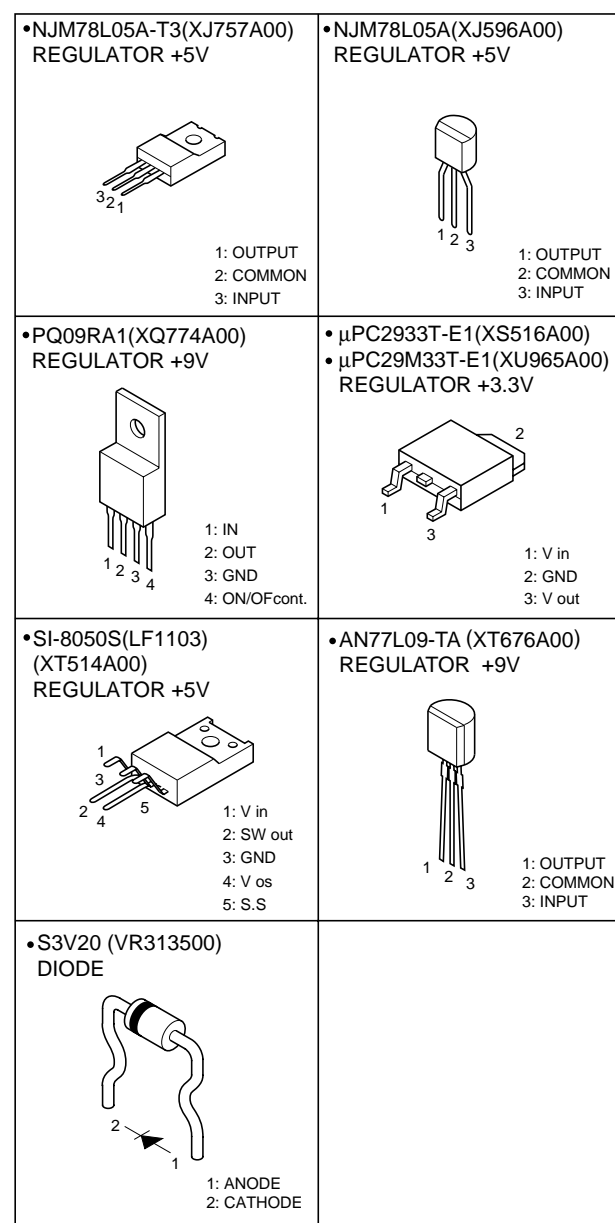 •NJM78L05A-T3(XJ757A00)
REGULATOR +5V
3 2 1
1: OUTPUT
2: COMMON
3: INPUT
•NJM78L05A(XJ596A00)
REGULATOR +5V
1 2 3
1: OUTPUT
2: COMMON
3: INPUT
•PQ09RA1(XQ774A00)
REGULATOR +9V
1 2 3 4
1: IN
2: OUT
3: GND
4: ON/OFcont.
• µPC2933T-E1(XS516A00)
• µPC29M33T-E1(XU965A00)
REGULATOR +3.3V
2
1
3
1: V in
2: GND
3: V out
•SI-8050S(LF1103)
(XT514A00)
REGULATOR +5V
1
3
2
4
5
1: V in
2: SW out
3: GND
4: V os
5: S.S
•AN77L09-TA (XT676A00)
REGULATOR +9V
1 2 3
1: OUTPUT
2: COMMON
3: INPUT
•S3V20 (VR313500)
DIODE
2
1
1: ANODE
2: CATHODE